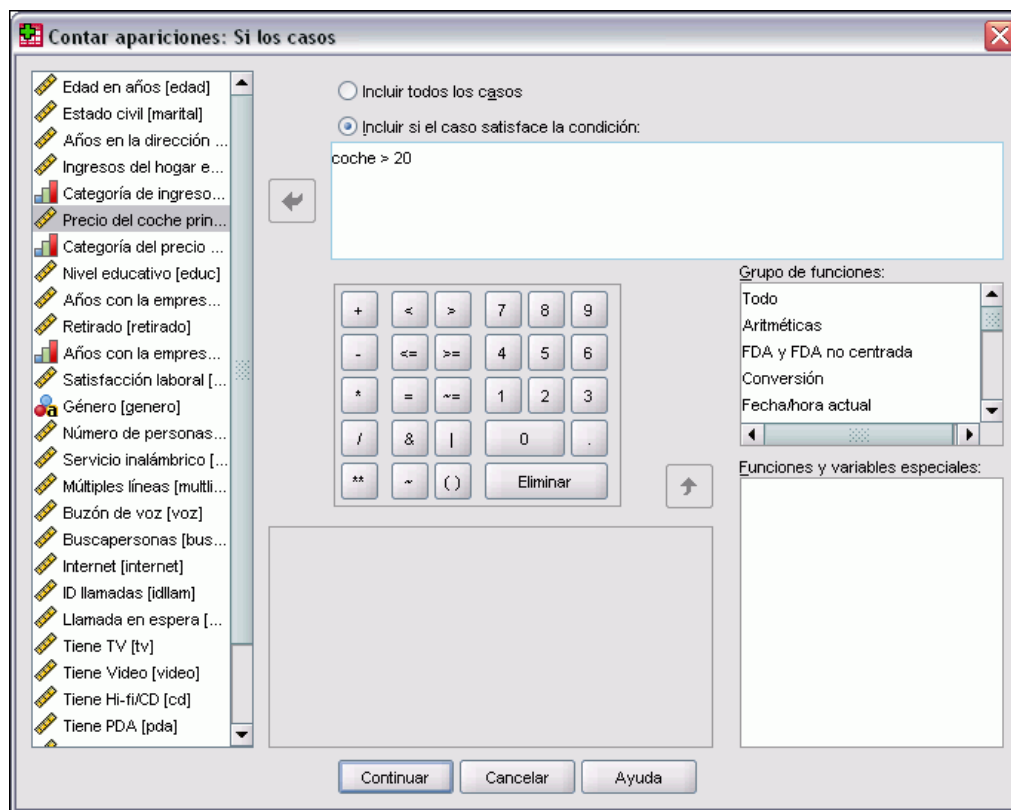 Contar apariciones: Si los casos
Edad en años [edad]
Estado civil [marital]
Años en la dirección ...
Ingresos del hogar e...
Categoría de ingreso...
Precio del coche prin...
Categoría del precio ...
Nivel educativo [educ]
Años con la empres...
Retirado [retirado]
Años con la empres...
Satisfacción laboral [...
Género [genero]
Número de personas...
Servicio inalámbrico [...
Múltiples líneas [multli...
Buzón de voz [voz]
Buscapersonas [bus...
Internet [internet]
ID llamadas [idllam]
Llamada en espera [...
Tiene TV [tv]
Tiene Video [video]
Tiene Hi-fi/CD [cd]
Tiene PDA [pda]
Incluir todos los casos
Incluir si el caso satisface la condición:
coche > 20
+ < > 7 8 9
- <= >= 4 5 6
* = ~= 1 2 3
/ & | 0 .
** ~ ( ) Eliminar
Grupo de funciones:
Todo
Aritméticas
FDA y FDA no centrada
Conversión
Fecha/hora actual
Funciones y variables especiales:
Continuar Cancelar Ayuda